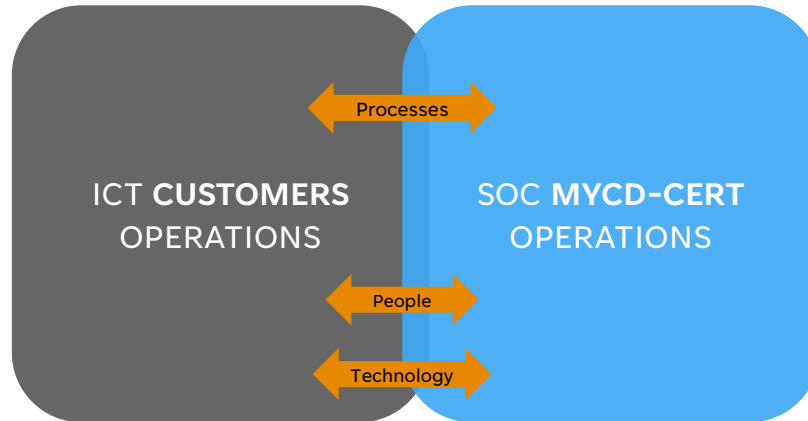 Processes
ICT CUSTOMERS
OPERATIONS
SOC MYCD-CERT
OPERATIONS
People
Technology